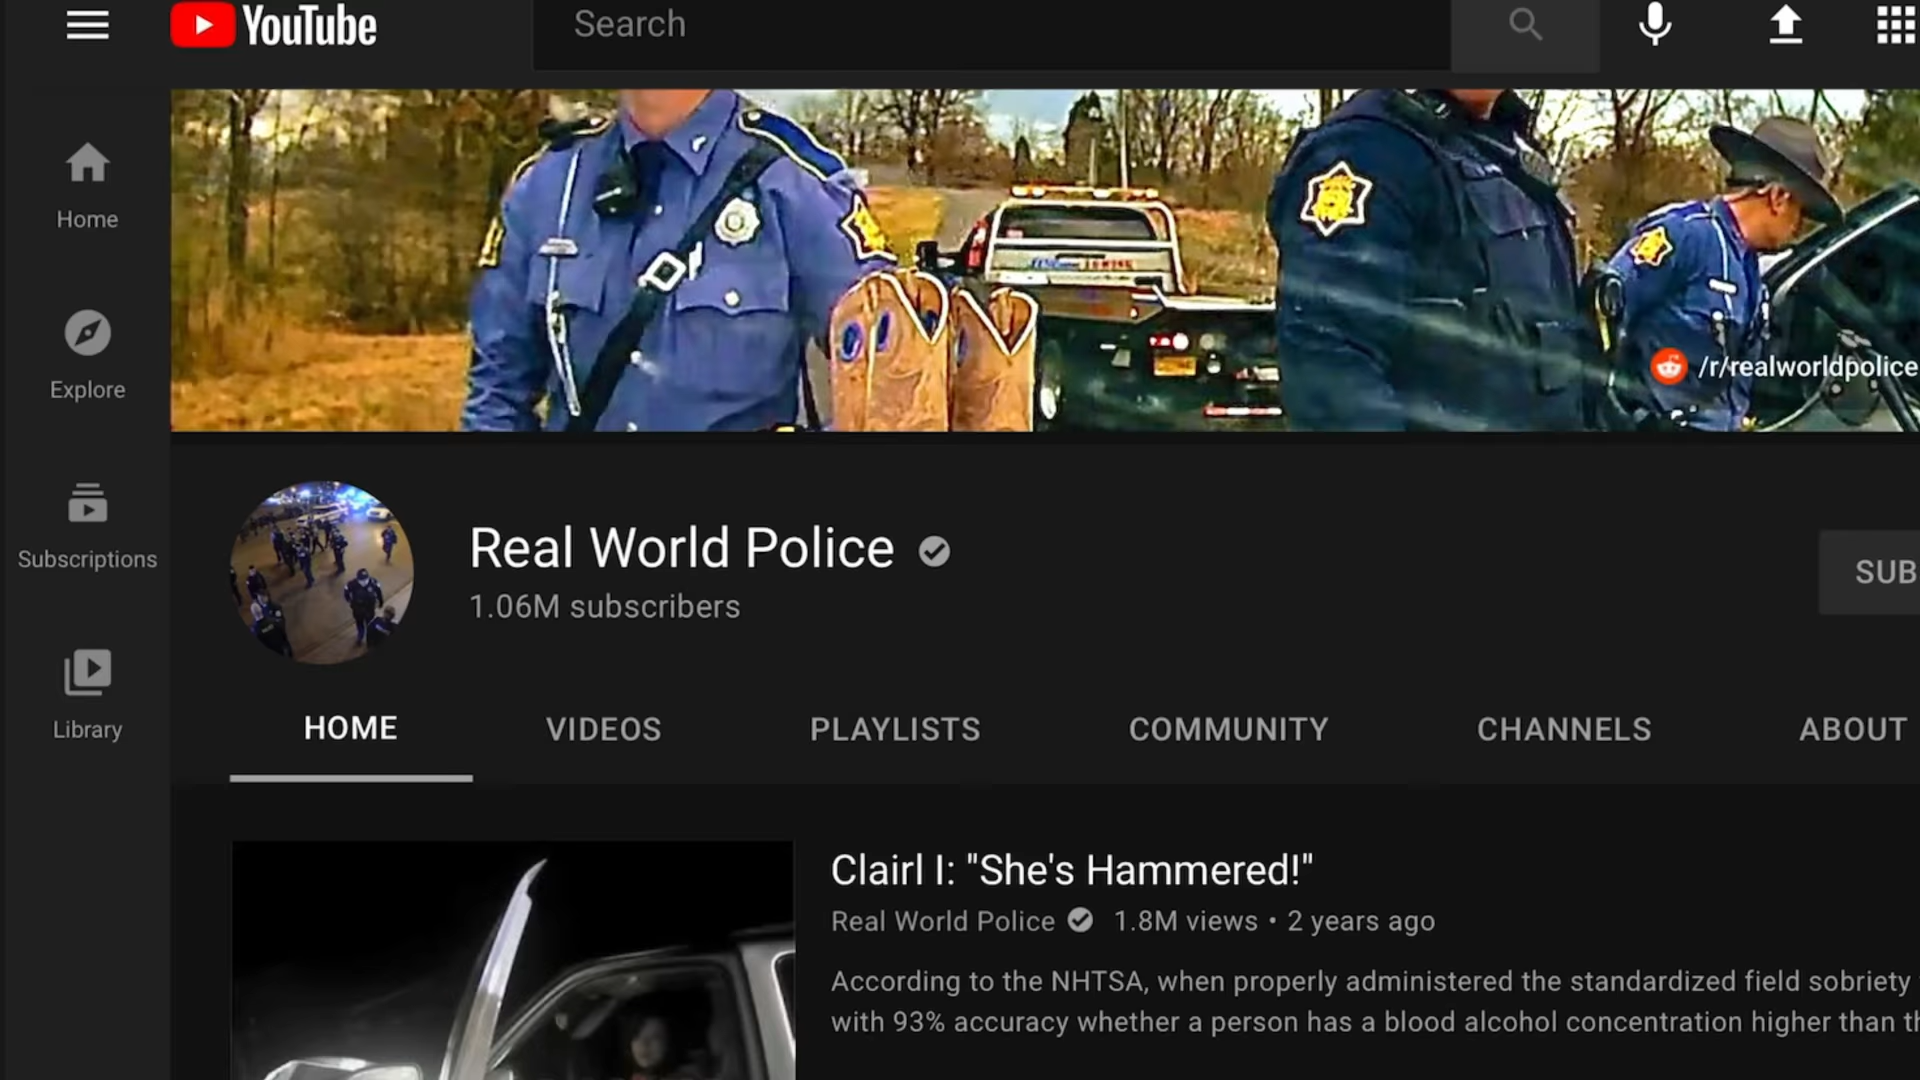 YouTube
Search
Home
Explore
Subscriptions
Library
/r/realworldpolice
Real World Police
1.06M subscribers
SUB
HOME VIDEOS PLAYLISTS COMMUNITY CHANNELS ABOUT
Clairl I: "She's Hammered!"
Real World Police 1.8M views • 2 years ago
According to the NHTSA, when properly administered the standardized field sobriety
with 93% accuracy whether a person has a blood alcohol concentration higher than